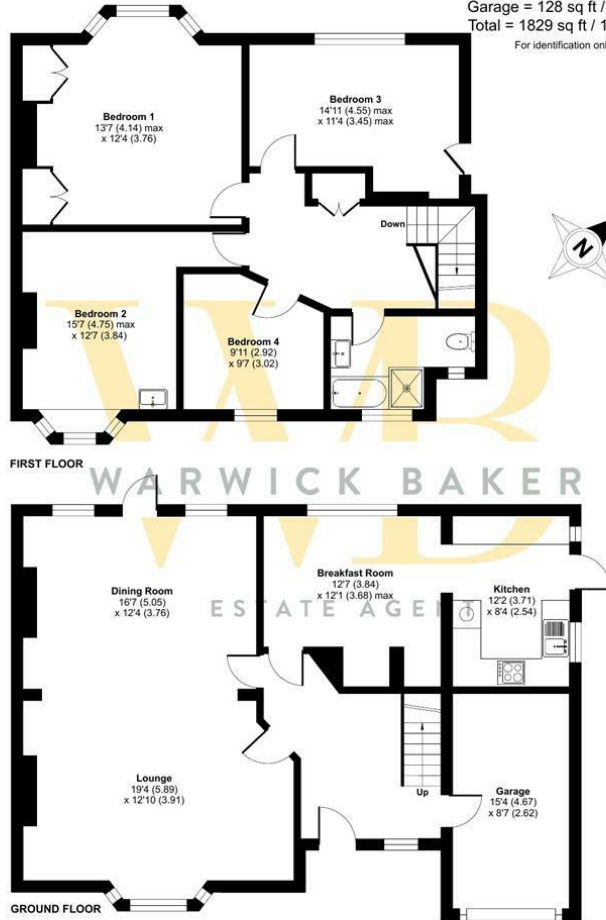 Garage = 128 sq ft /
Total = 1829 sq ft / 1
For identification onl
Bedroom 1
13'7 (4.14) max
x 12'4 (3.76)
Bedroom 3
14'11 (4.55) max
x 11'4 (3.45) max
Down
N
Bedroom 2
15'7 (4.75) max
x 12'7 (3.84)
Bedroom 4
9'11 (2.92)
x 9'7 (3.02)
WB
FIRST FLOOR
WARWICK BAKER
ESTATE AGENT
Dining Room
16'7 (5.05)
x 12'4 (3.76)
Breakfast Room
12'7 (3.84)
x 12'1 (3.68) max
Kitchen
12'2 (3.71)
x 8'4 (2.54)
Lounge
19'4 (5.89)
x 12'10 (3.91)
Up
Garage
15'4 (4.67)
x 8'7 (2.62)
GROUND FLOOR